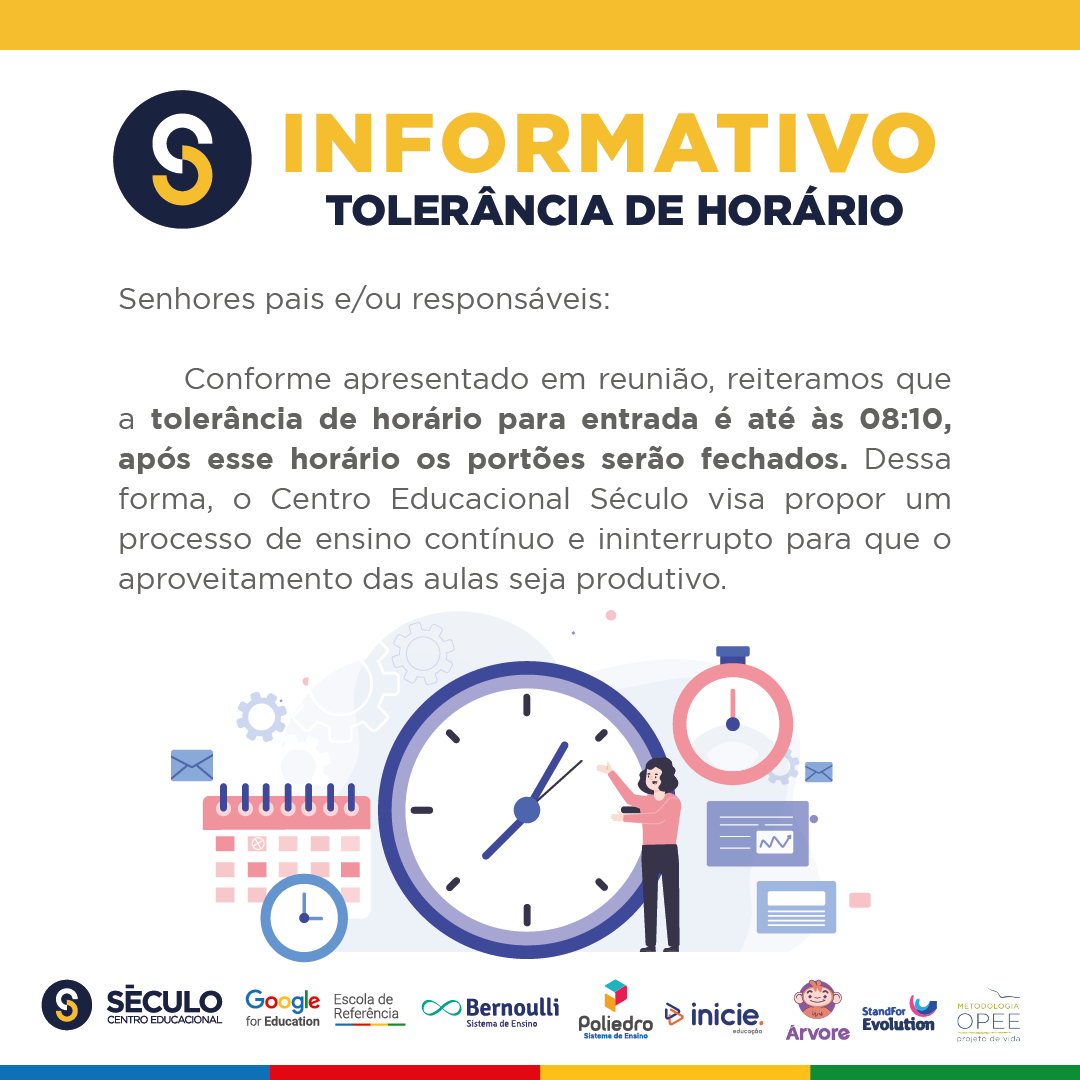 INFORMATIVO
TOLERÂNCIA DE HORÁRIO
Senhores pais e/ou responsáveis:
Conforme apresentado em reunião, reiteramos que
a tolerância de horário para entrada é até às 08:10,
após esse horário os portões serão fechados. Dessa
forma, o Centro Educacional Século visa propor um
processo de ensino contínuo e ininterrupto para que o
aproveitamento das aulas seja produtivo.
SÉCULO
CENTRO EDUCACIONAL
Google
for Education
Escola de
Referência
Bernoulli
Sistema de Ensino
Poliedro
Sistema de Ensino
inicie.
educação
Árvore
StandFor
Evolution
METODOLOGIA
OPEE
projeto de vida